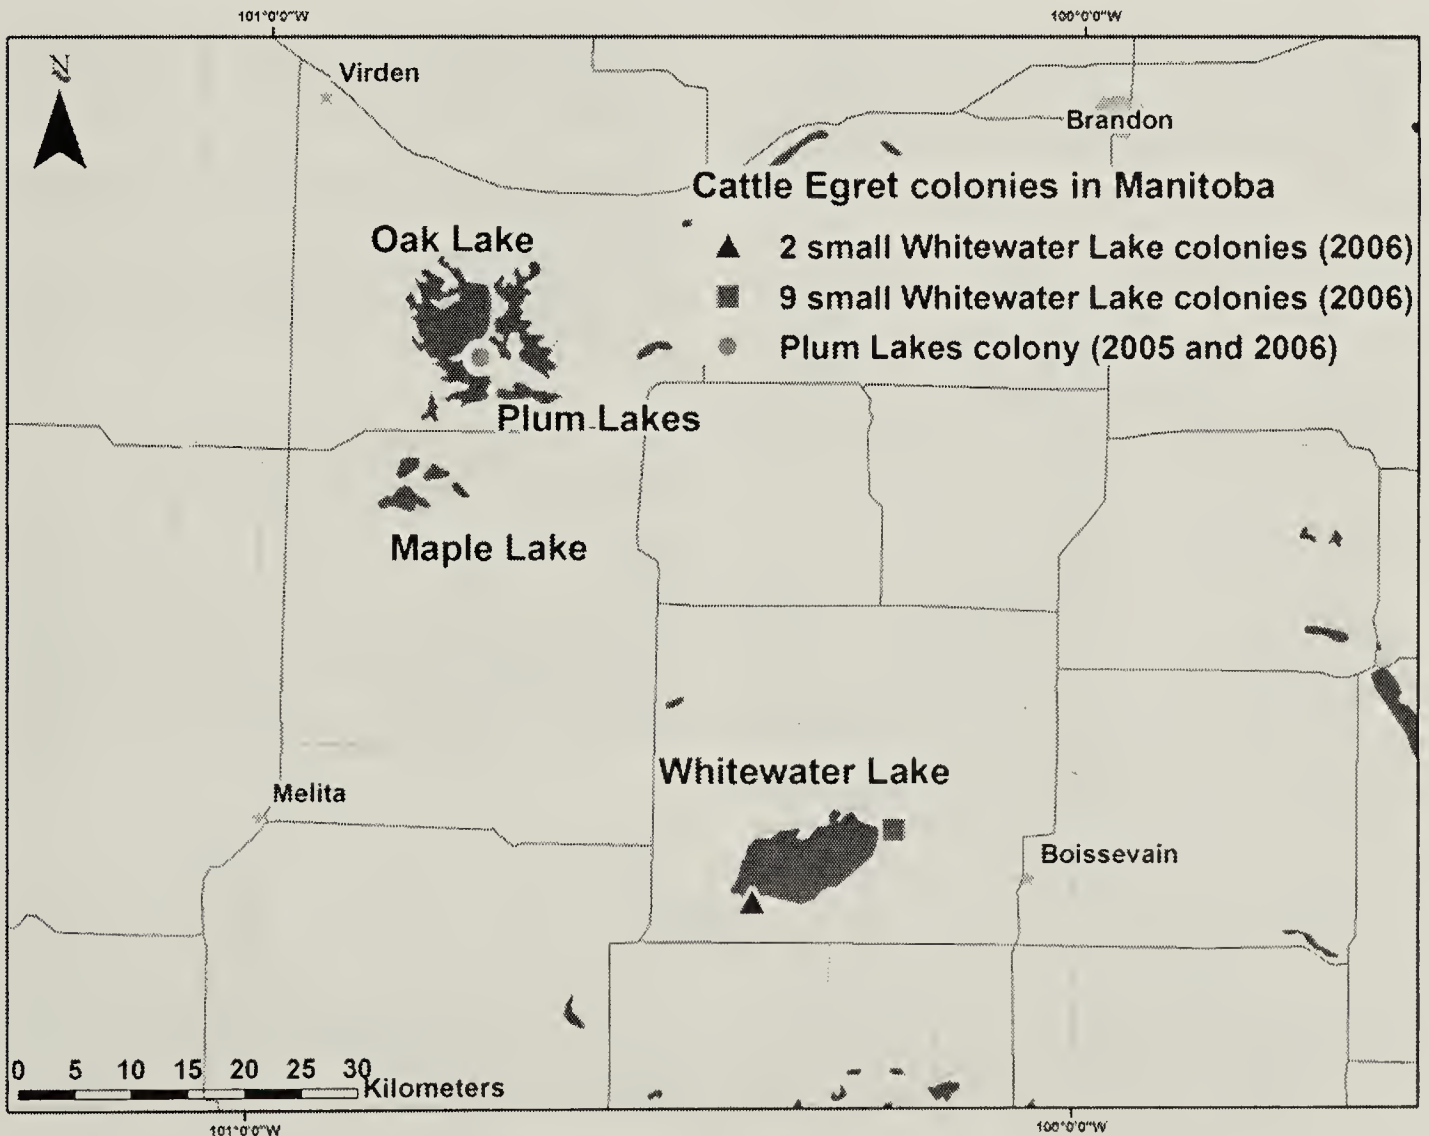 101°0'0"W
100°0'0"W
N
Virden
Brandon
Cattle Egret colonies in Manitoba
Oak Lake
2 small Whitewater Lake colonies (2006)
9 small Whitewater Lake colonies (2006)
Plum Lakes colony (2005 and 2006)
Plum Lakes
Maple Lake
Whitewater Lake
Melita
Boissevain
0 5 10 15 20 25 30
Kilometers
101°0'0"W
100°0'0"W